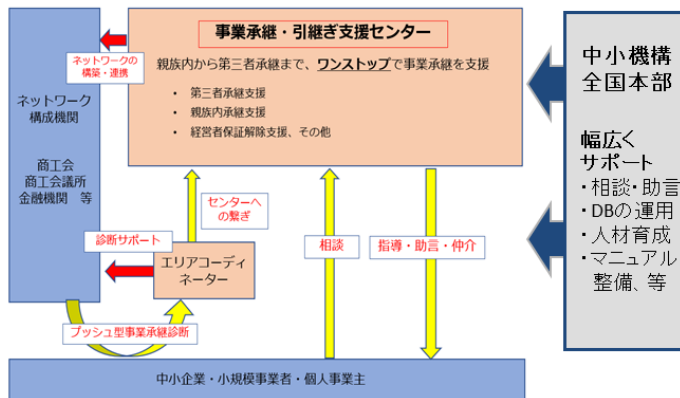 事業承継・引継ぎ支援センター
親族内から第三者承継まで、ワンストップで事業承継を支援
・ 第三者承継支援
・ 親族内承継支援
・ 経営者保証解除支援、その他
ネットワークの
構築・連携
ネットワーク
構成機関
商工会
商工会議所
金融機関 等
センターへ
の繋ぎ
診断サポート
エリアコーディ
ネーター
相談
指導・助言・仲介
プッシュ型事業承継診断
中小企業・小規模事業者・個人事業主
中小機構
全国本部
幅広く
サポート
・相談・助言
・DBの運用
・人材育成
・マニュアル
整備、等